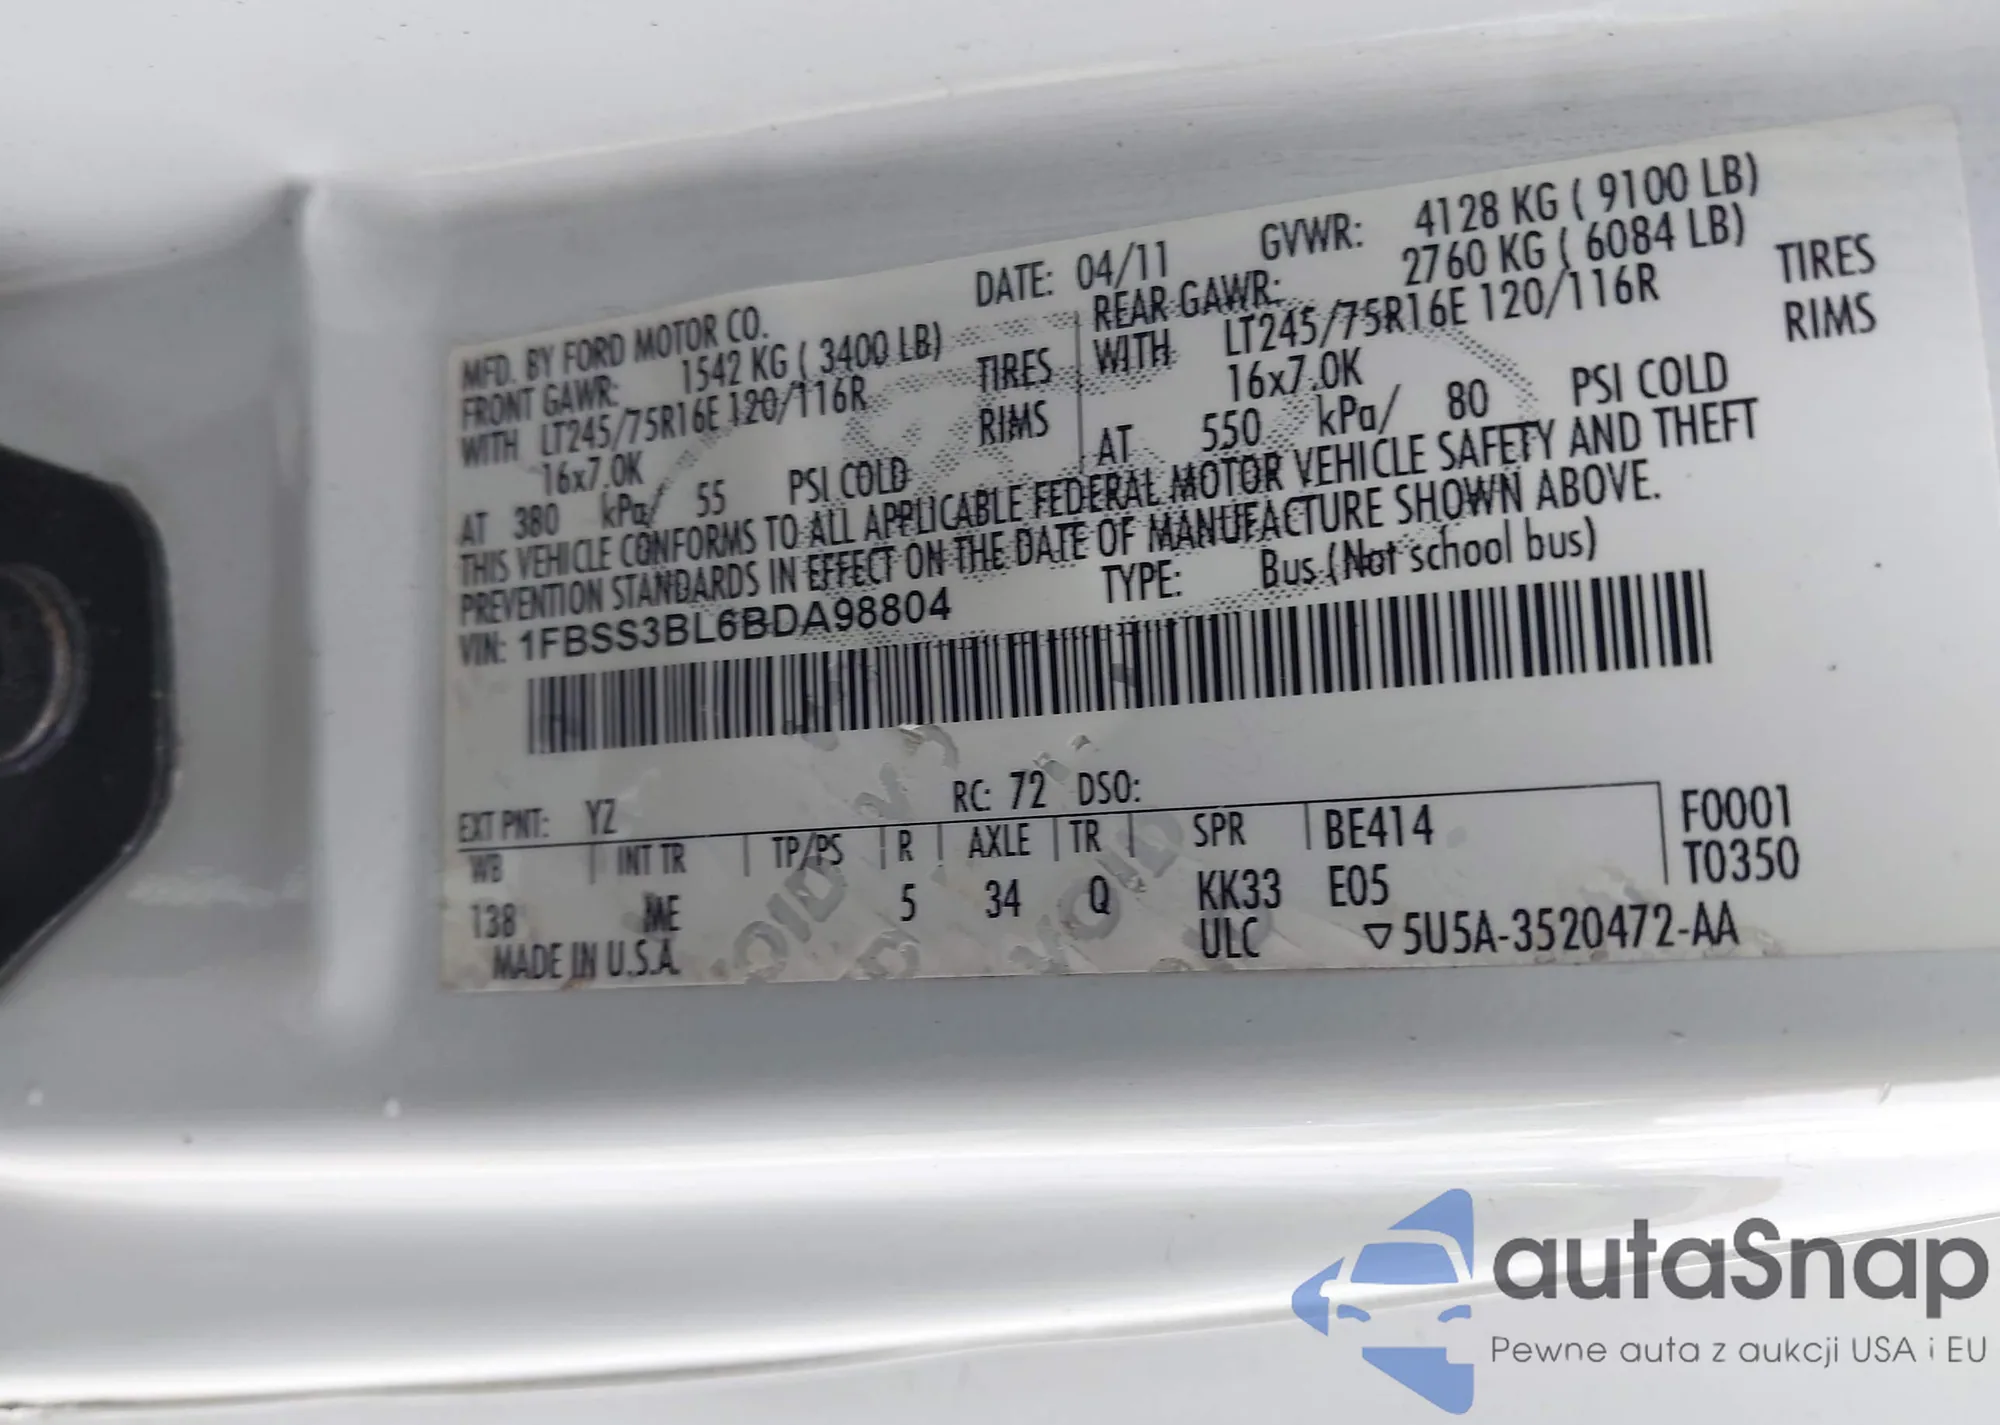 MFD. BY FORD MOTOR CO. DATE: 04/11 GVWR: 4128 KG ( 9100 LB)
FRONT GAWR: 1542 KG ( 3400 LB) REAR GAWR: 2760 KG ( 6084 LB)
WITH LT245/75R16E 120/116R TIRES WITH LT245/75R16E 120/116R TIRES
16x7.0K RIMS 16x7.0K RIMS
AT 380 kPa/ 55 PSI COLD AT 550 kPa/ 80 PSI COLD
THIS VEHICLE CONFORMS TO ALL APPLICABLE FEDERAL MOTOR VEHICLE SAFETY AND THEFT
PREVENTION STANDARDS IN EFFECT ON THE DATE OF MANUFACTURE SHOWN ABOVE.
VIN: 1FBSS3BL6BDA98804 TYPE: Bus (Not school bus)
EXT PNT: YZ RC: 72 DSO:
WB INT TR TP/PS R AXLE TR SPR BE414 F0001
138 ME 5 34 Q KK33 E05 T0350
MADE IN U.S.A. ULC ▽5U5A-3520472-AA
VOID VOID
autaSnap
Pewne auta z aukcji USA i EU